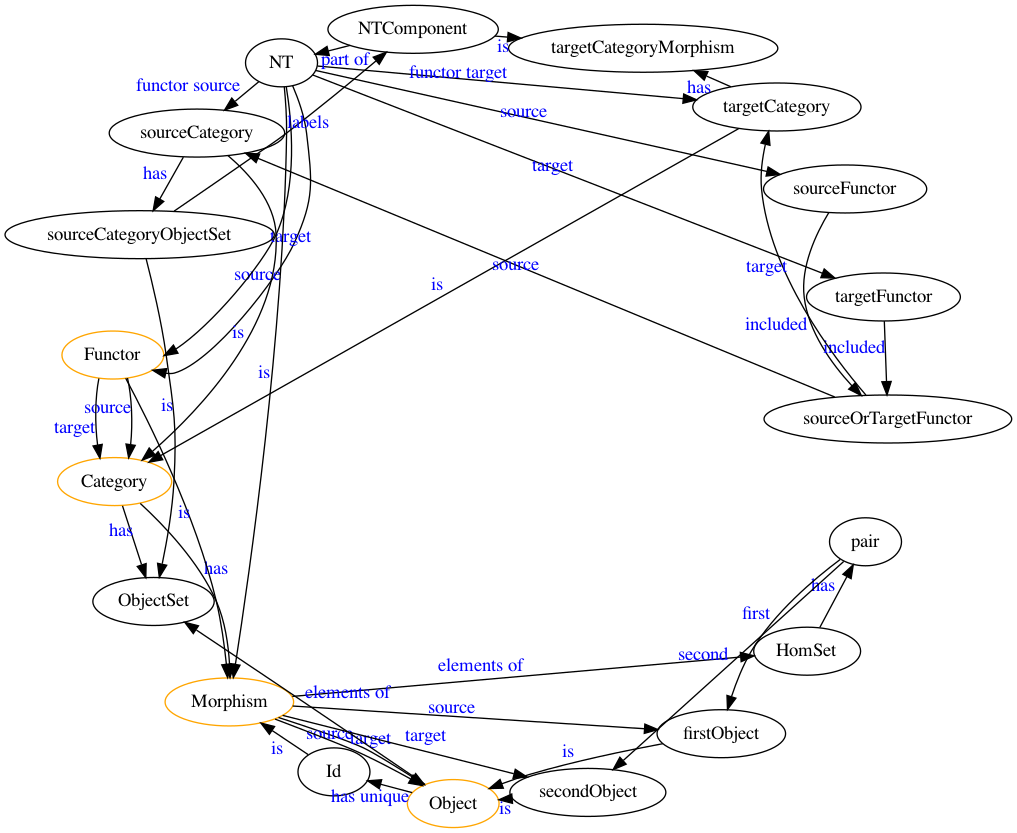 NTComponent
is
targetCategoryMorphism
NT
part of
functor target
has
functor source
targetCategory
source
sourceCategory
labels
target
has
sourceFunctor
sourceCategoryObjectSet
target
source
target
source
is
targetFunctor
included
is
included
Functor
is
source
is
target
sourceOrTargetFunctor
Category
is
has
pair
has
has
ObjectSet
first
HomSet
second
elements of
Morphism
elements of
source
source
target
target
firstObject
is
is
Id
has unique
Object
is
secondObject